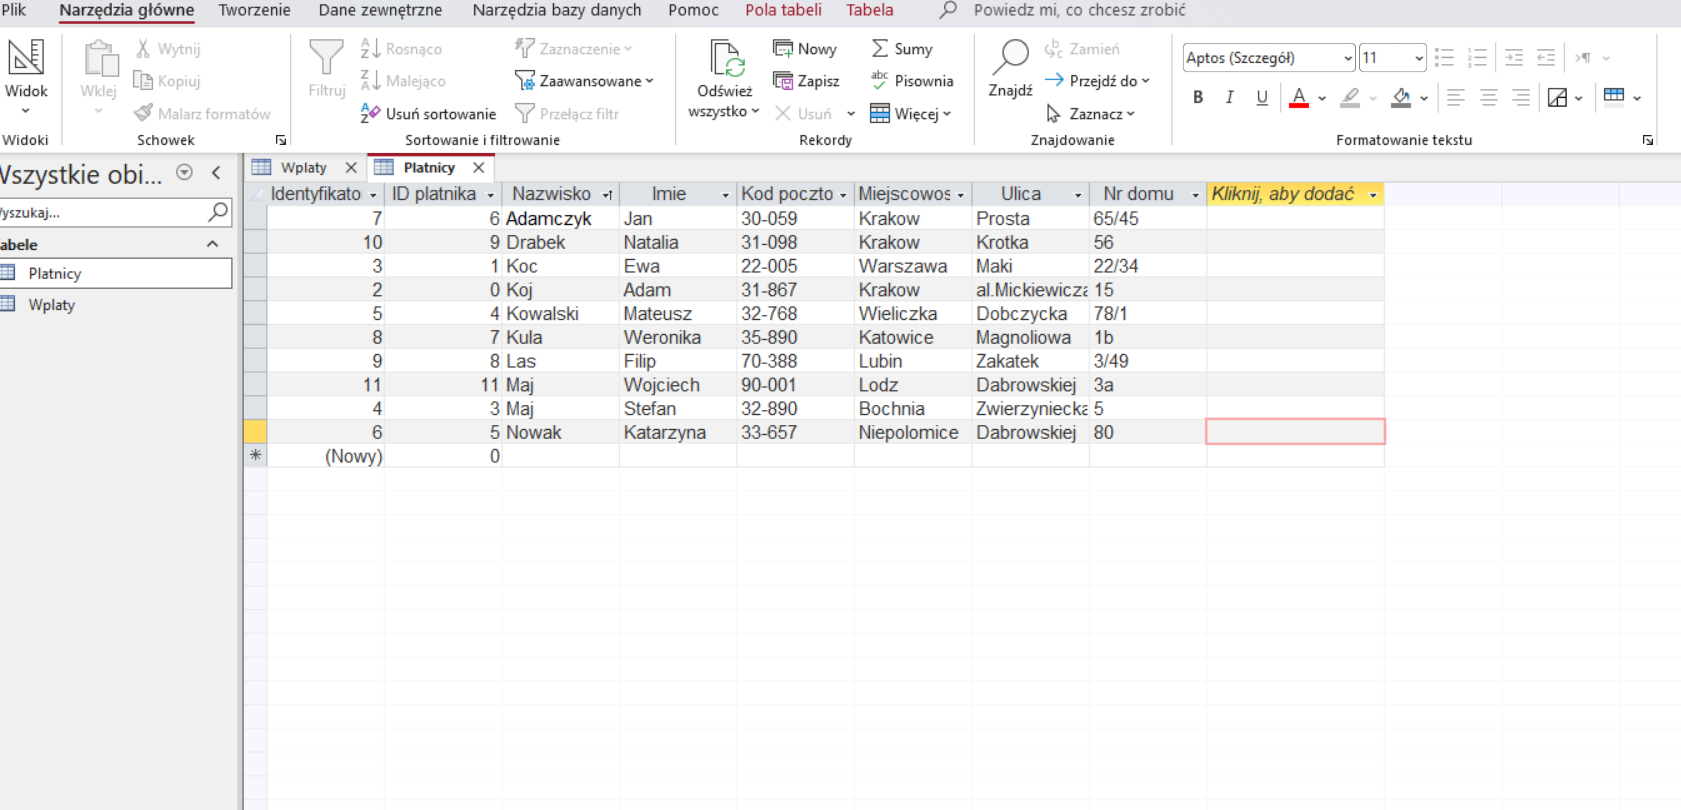 Plik Narzędzia główne Tworzenie Dane zewnętrzne Narzędzia bazy danych Pomoc Pola tabeli Tabela Powiedz mi, co chcesz zrobić
Widok
Widoki
Wklej
Wytnij
Kopiuj
Malarz formatów
Schowek
Filtruj
Rosnąco
Malejąco
Usuń sortowanie
Zaznaczenie
Zaawansowane
Przełącz filtr
Sortowanie i filtrowanie
Odśwież
wszystko
Nowy
Zapisz
Usuń
Sumy
Pisownia
Więcej
Rekordy
Znajdź
Zamień
Przejdź do
Zaznacz
Znajdowanie
Aptos (Szczegół) 11
B I U A
Formatowanie tekstu
Wszystkie obi...
Wyszukaj...
Tabele
Platnicy
Wplaty
Wplaty Platnicy
Identyfikato ID platnika Nazwisko Imie Kod poczto Miejscowos Ulica Nr domu Kliknij, aby dodać
7 6 Adamczyk Jan 30-059 Krakow Prosta 65/45
10 9 Drabek Natalia 31-098 Krakow Krotka 56
3 1 Koc Ewa 22-005 Warszawa Maki 22/34
2 0 Koj Adam 31-867 Krakow al.Mickiewicza 15
5 4 Kowalski Mateusz 32-768 Wieliczka Dobczycka 78/1
8 7 Kula Weronika 35-890 Katowice Magnoliowa 1b
9 8 Las Filip 70-388 Lubin Zakatek 3/49
11 11 Maj Wojciech 90-001 Lodz Dabrowskiej 3a
4 3 Maj Stefan 32-890 Bochnia Zwierzyniecka 5
6 5 Nowak Katarzyna 33-657 Niepolomice Dabrowskiej 80
(Nowy) 0